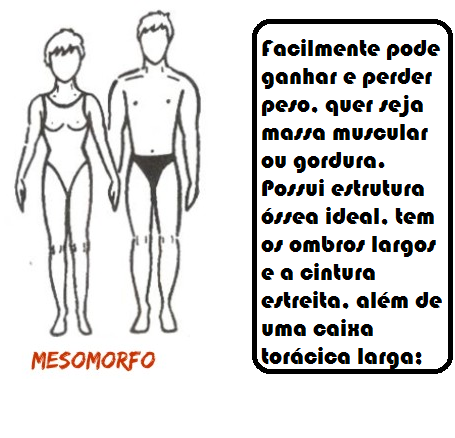 Facilmente pode
ganhar e perder
peso, quer seja
massa muscular
ou gordura.
Possui estrutura
óssea ideal, tem
os ombros largos
e a cintura
estreita, além de
uma caixa
torácica larga;
MESOMORFO